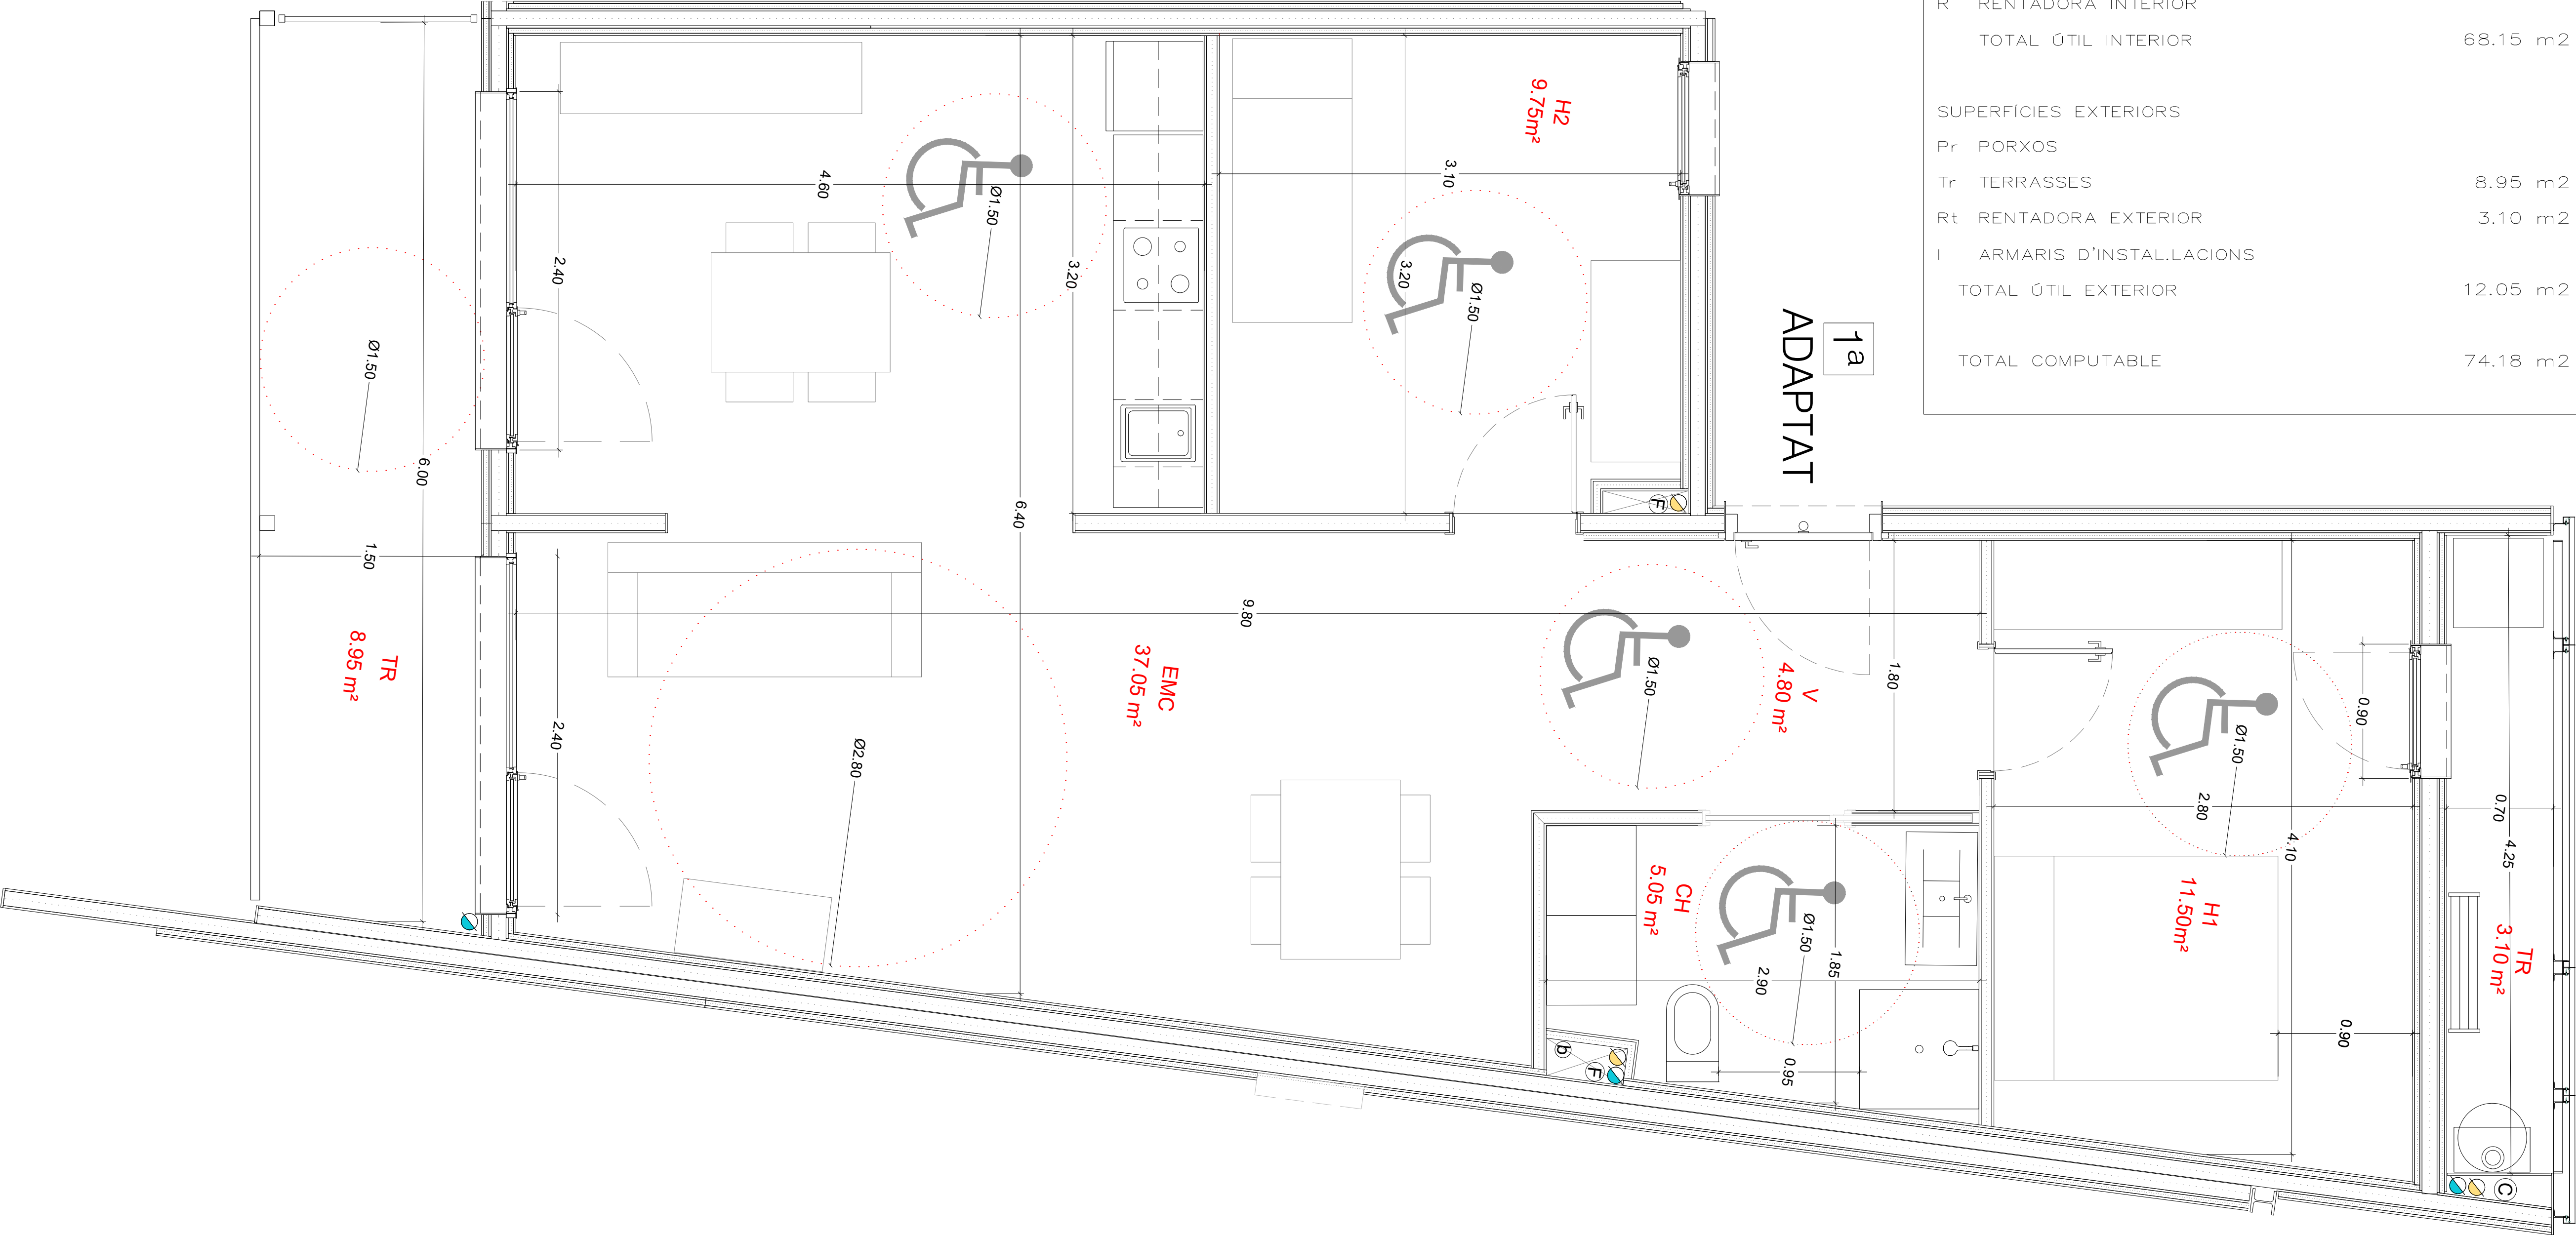 R RENTADORA INTERIOR
TOTAL ÚTIL INTERIOR 68.15 m2
SUPERFÍCIES EXTERIORS
Pr PORXOS
Tr TERRASSES 8.95 m2
Rt RENTADORA EXTERIOR 3.10 m2
I ARMARIS D'INSTAL.LACIONS
TOTAL ÚTIL EXTERIOR 12.05 m2
TOTAL COMPUTABLE 74.18 m2
1a
ADAPTAT
H2
9.75m²
3.10
3.20
Ø1.50
F
4.60
Ø1.50
2.40
3.20
6.40
6.00
Ø1.50
1.50
TR
8.95 m²
2.40
Ø2.80
9.80
EMC
37.05 m²
Ø1.50
V
4.80 m²
1.80
CH
5.05 m²
Ø1.50
1.85
2.90
0.95
b
F
Ø1.50
0.90
2.80
4.10
H1
11.50m²
0.90
0.70
4.25
TR
3.10 m²
C